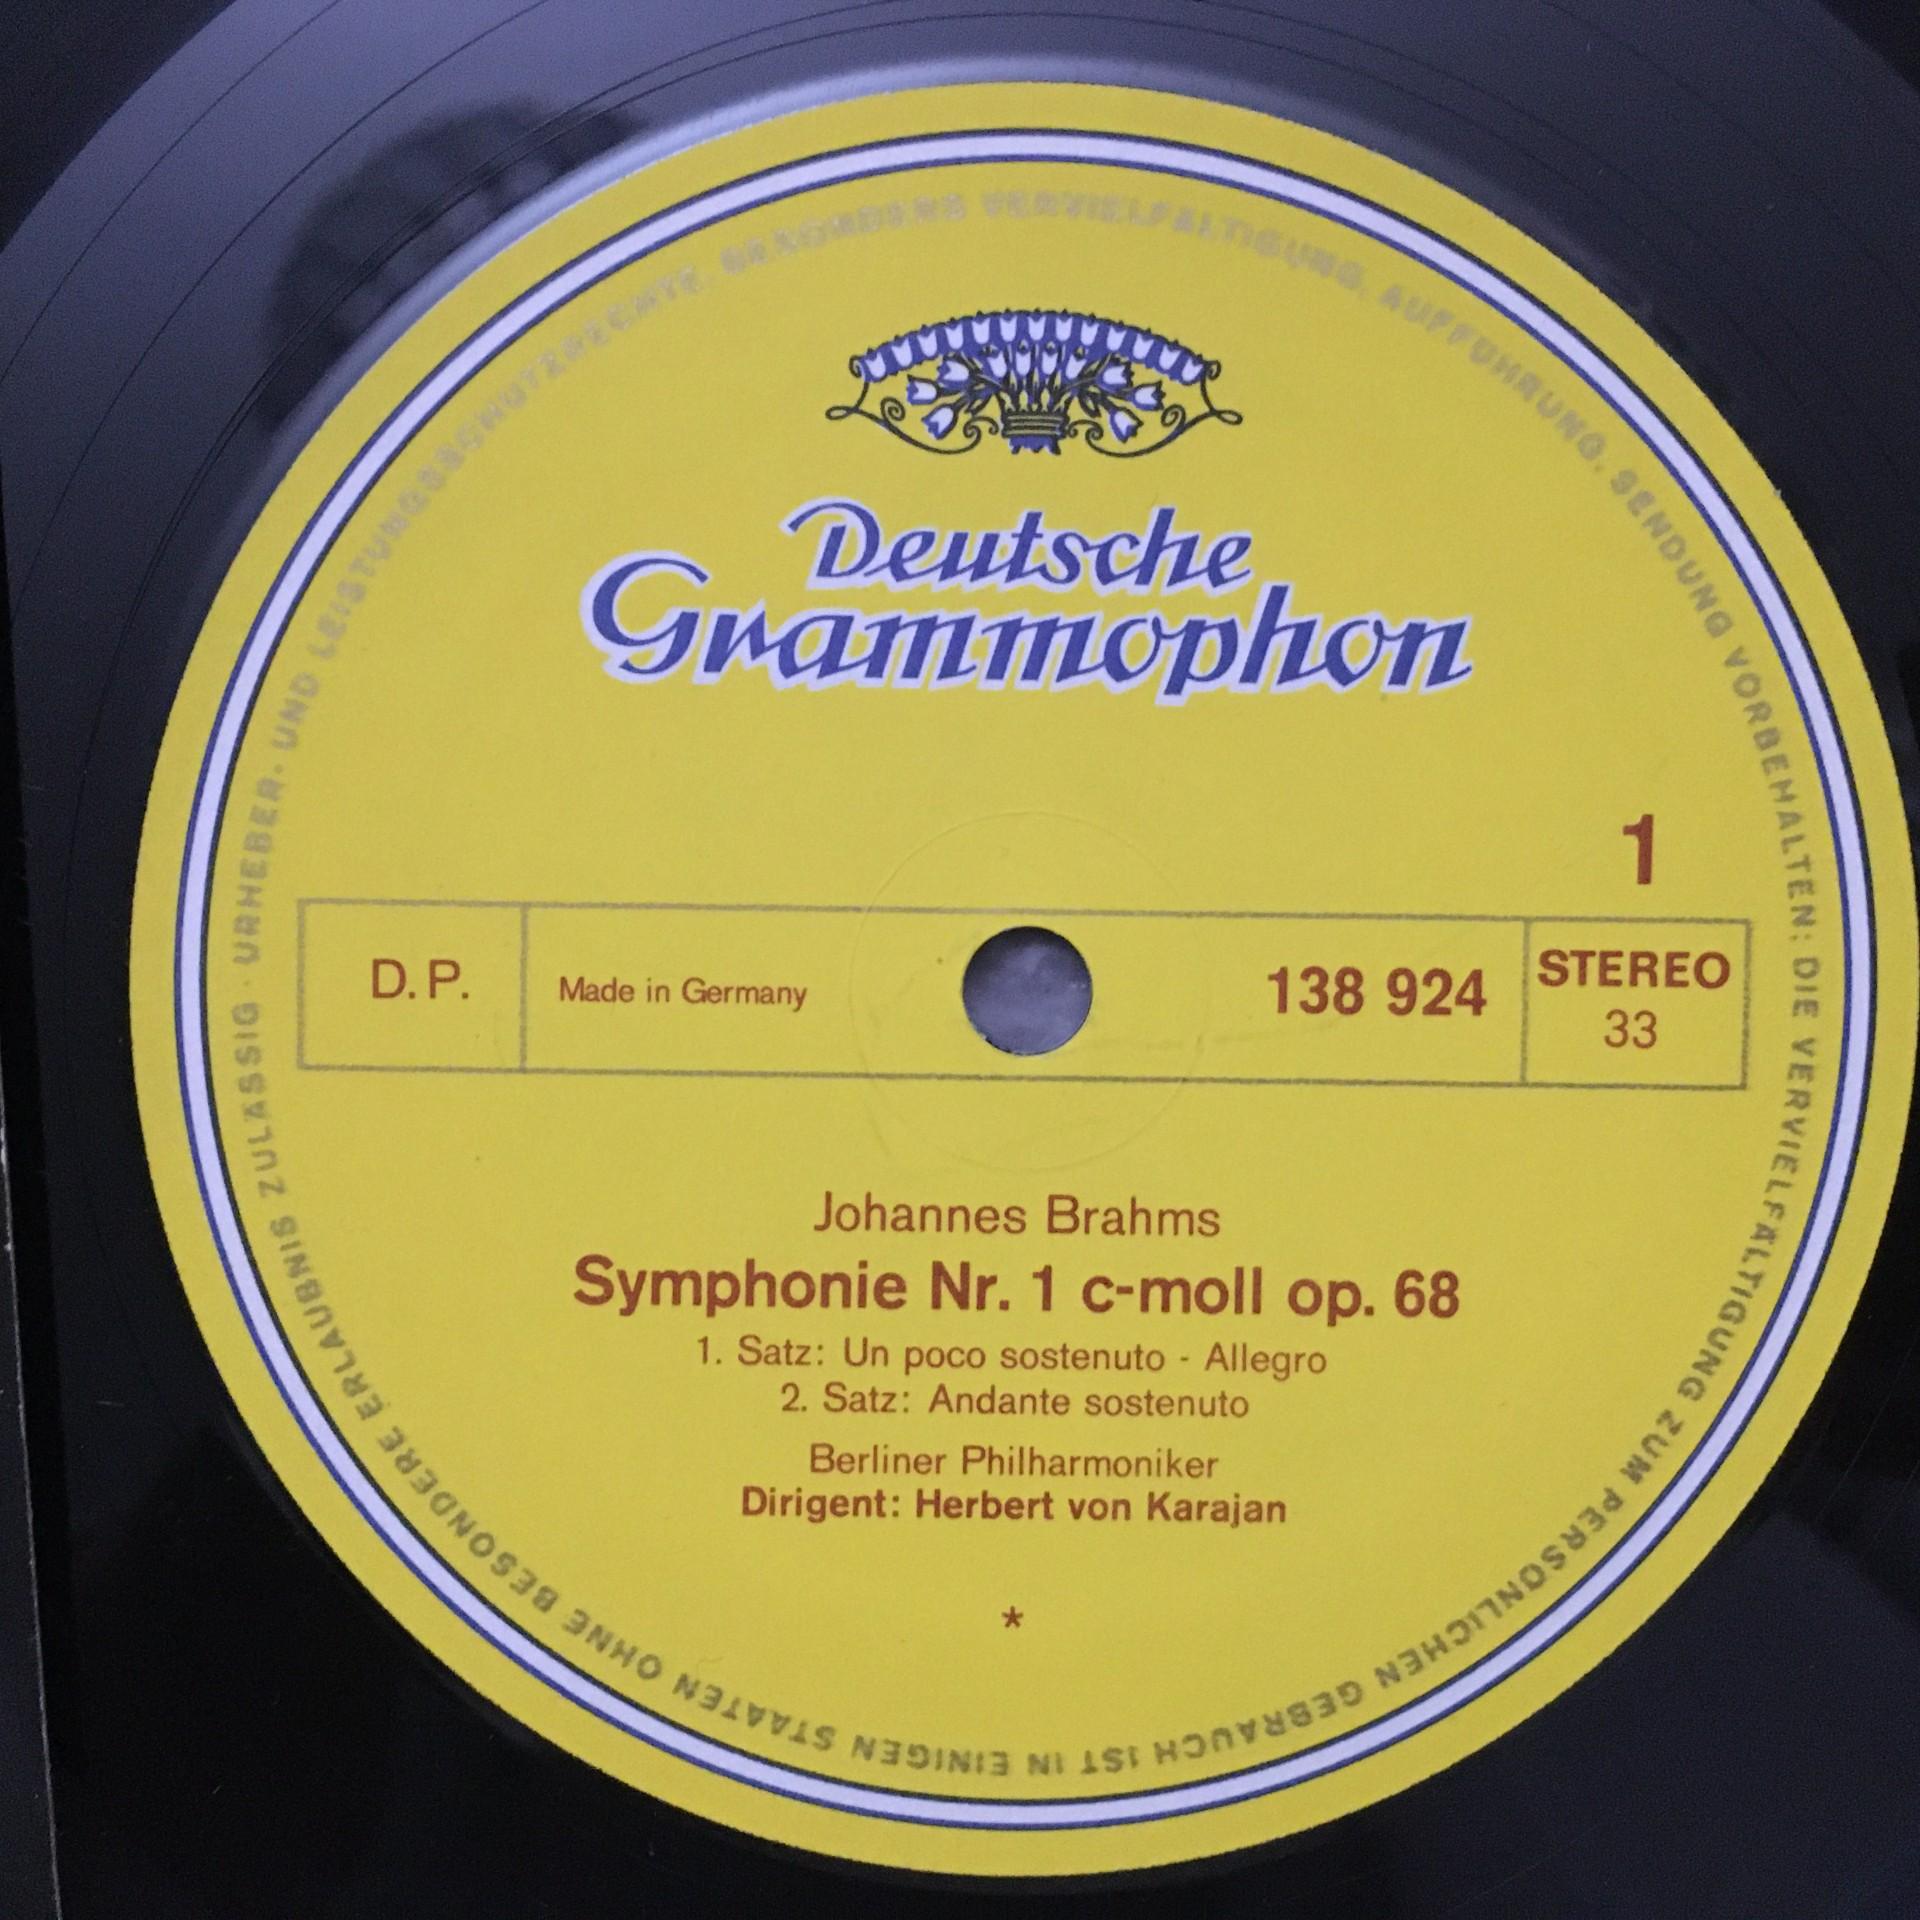 Deutsche
Grammophon
1
D.P.
Made in Germany
138 924
STEREO
33
Johannes Brahms
Symphonie Nr. 1 c-moll op. 68
1. Satz: Un poco sostenuto - Allegro
2. Satz: Andante sostenuto
Berliner Philharmoniker
Dirigent: Herbert von Karajan
*
URHEBER- UND LEISTUNGSSCHUTZRECHTE, BESONDERS VERVIELFÄLTIGUNG, AUFFÜHRUNG, SENDUNG VORBEHALTEN: DIE VERVIELFÄLTIGUNG ZUM PERSÖNLICHEN GEBRAUCH IST IN EINIGEN STAATEN OHNE BESONDERE ERLAUBNIS ZULÄSSIG ·